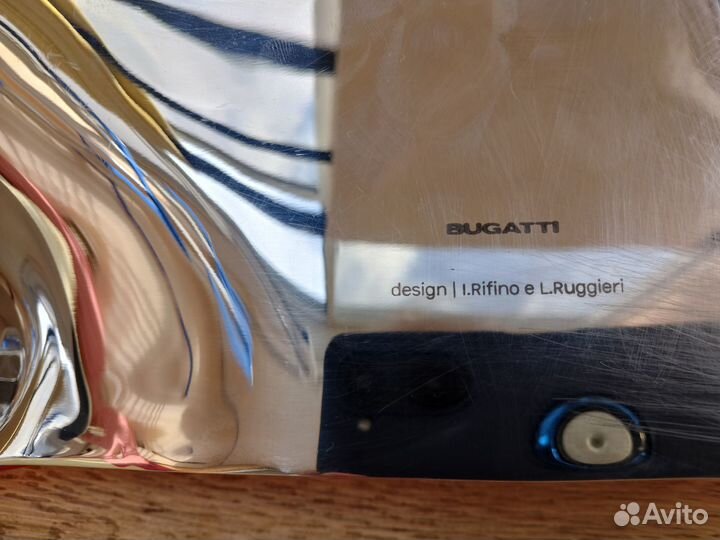 BUGATTI
design | I.Rifino e L.Ruggieri
Avito